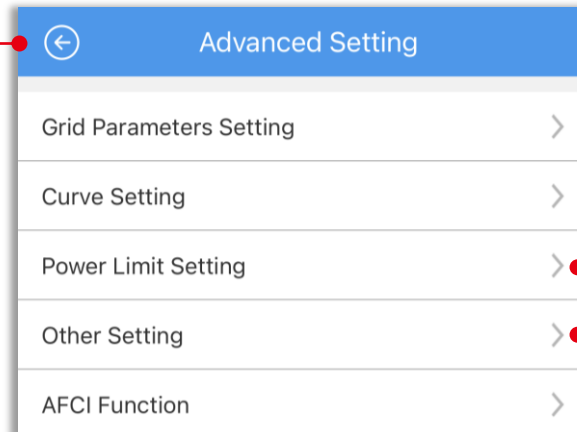 Advanced Setting
Grid Parameters Setting
Curve Setting
Power Limit Setting
Other Setting
AFCI Function